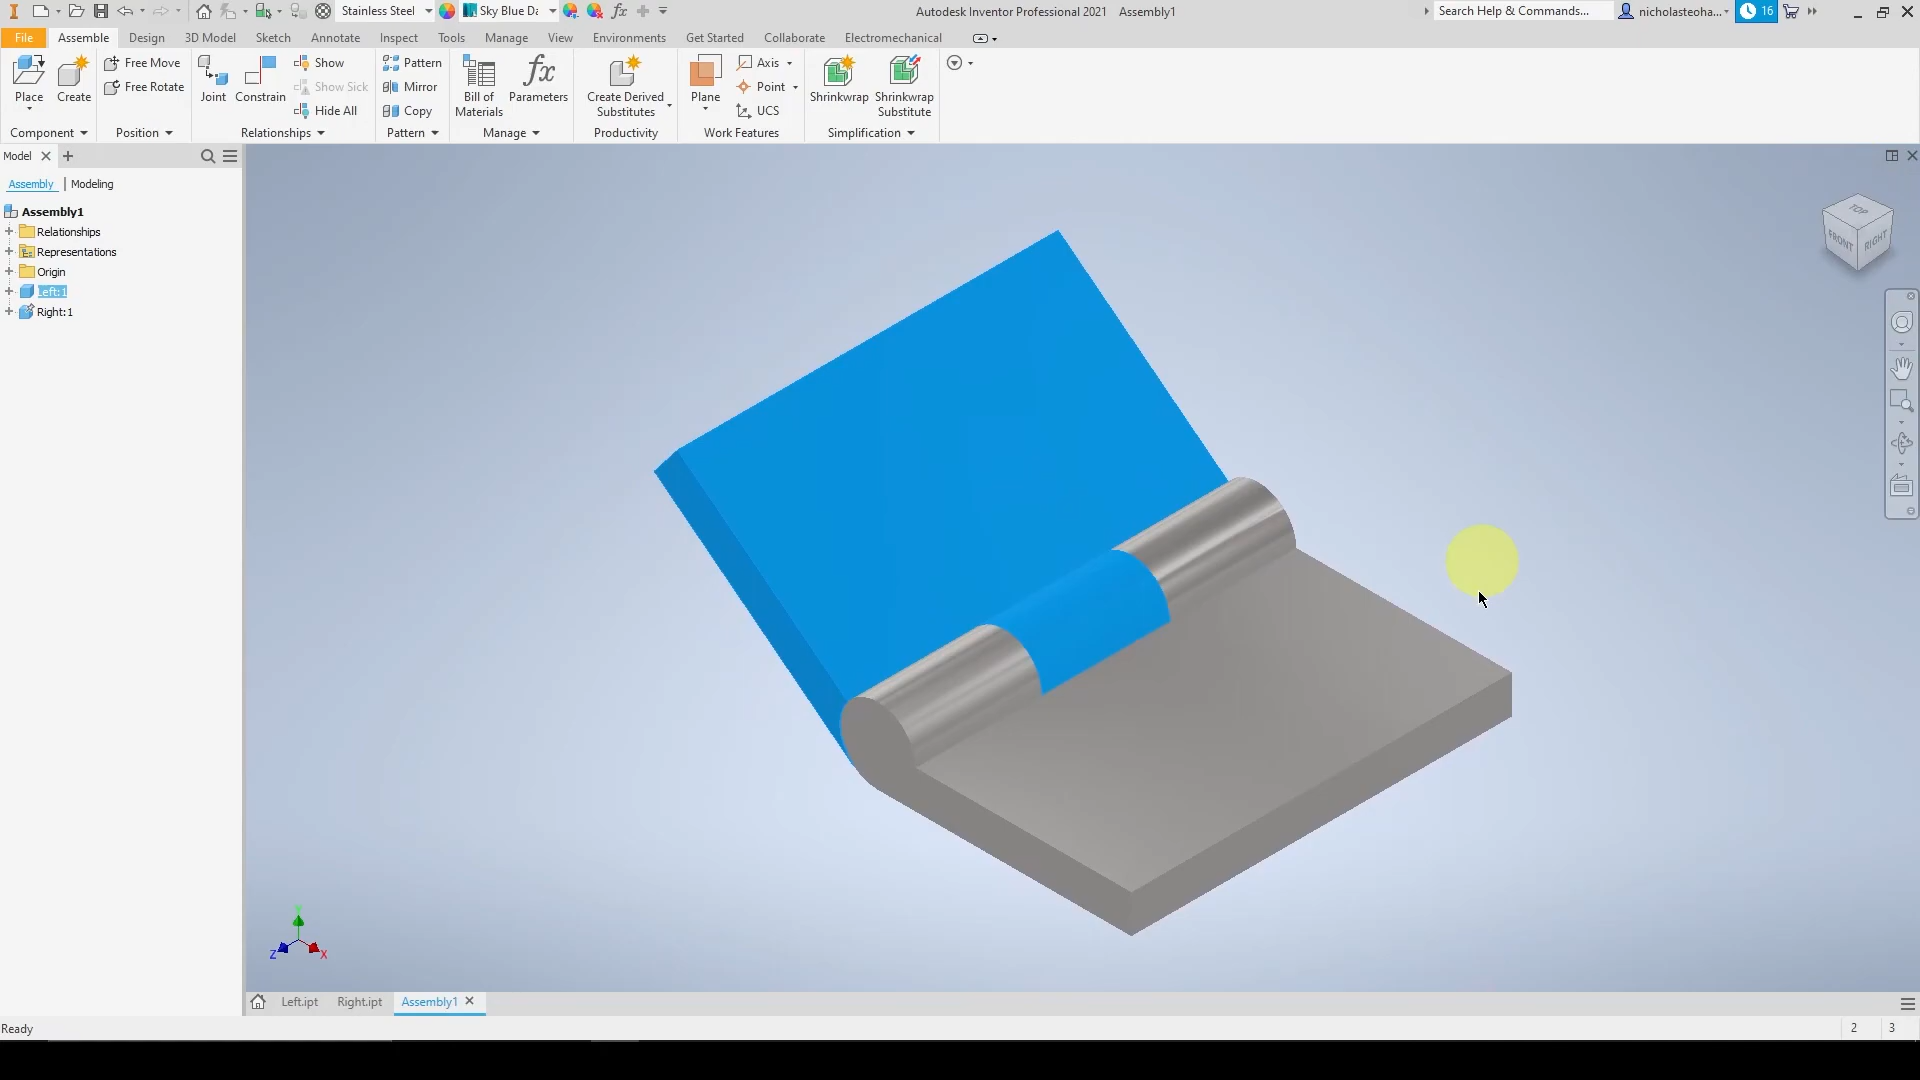 Stainless Steel Sky Blue Da Autodesk Inventor Professional 2021 Assembly1 Search Help & Commands... nicholasteoha... 16
File Assemble Design 3D Model Sketch Annotate Inspect Tools Manage View Environments Get Started Collaborate Electromechanical
Place Create Free Move Free Rotate
Joint Constrain Show Show Sick Hide All
Pattern Mirror Copy
Bill of Materials fx Parameters
Create Derived Substitutes
Plane Axis Point UCS
Shrinkwrap Shrinkwrap Substitute
Component Position Relationships Pattern Manage Productivity Work Features Simplification
Model
Assembly | Modeling
Assembly1
Relationships
Representations
Origin
Left:1
Right:1
TOP
FRONT RIGHT
Y
Z X
Left.ipt Right.ipt Assembly1
Ready 2 3